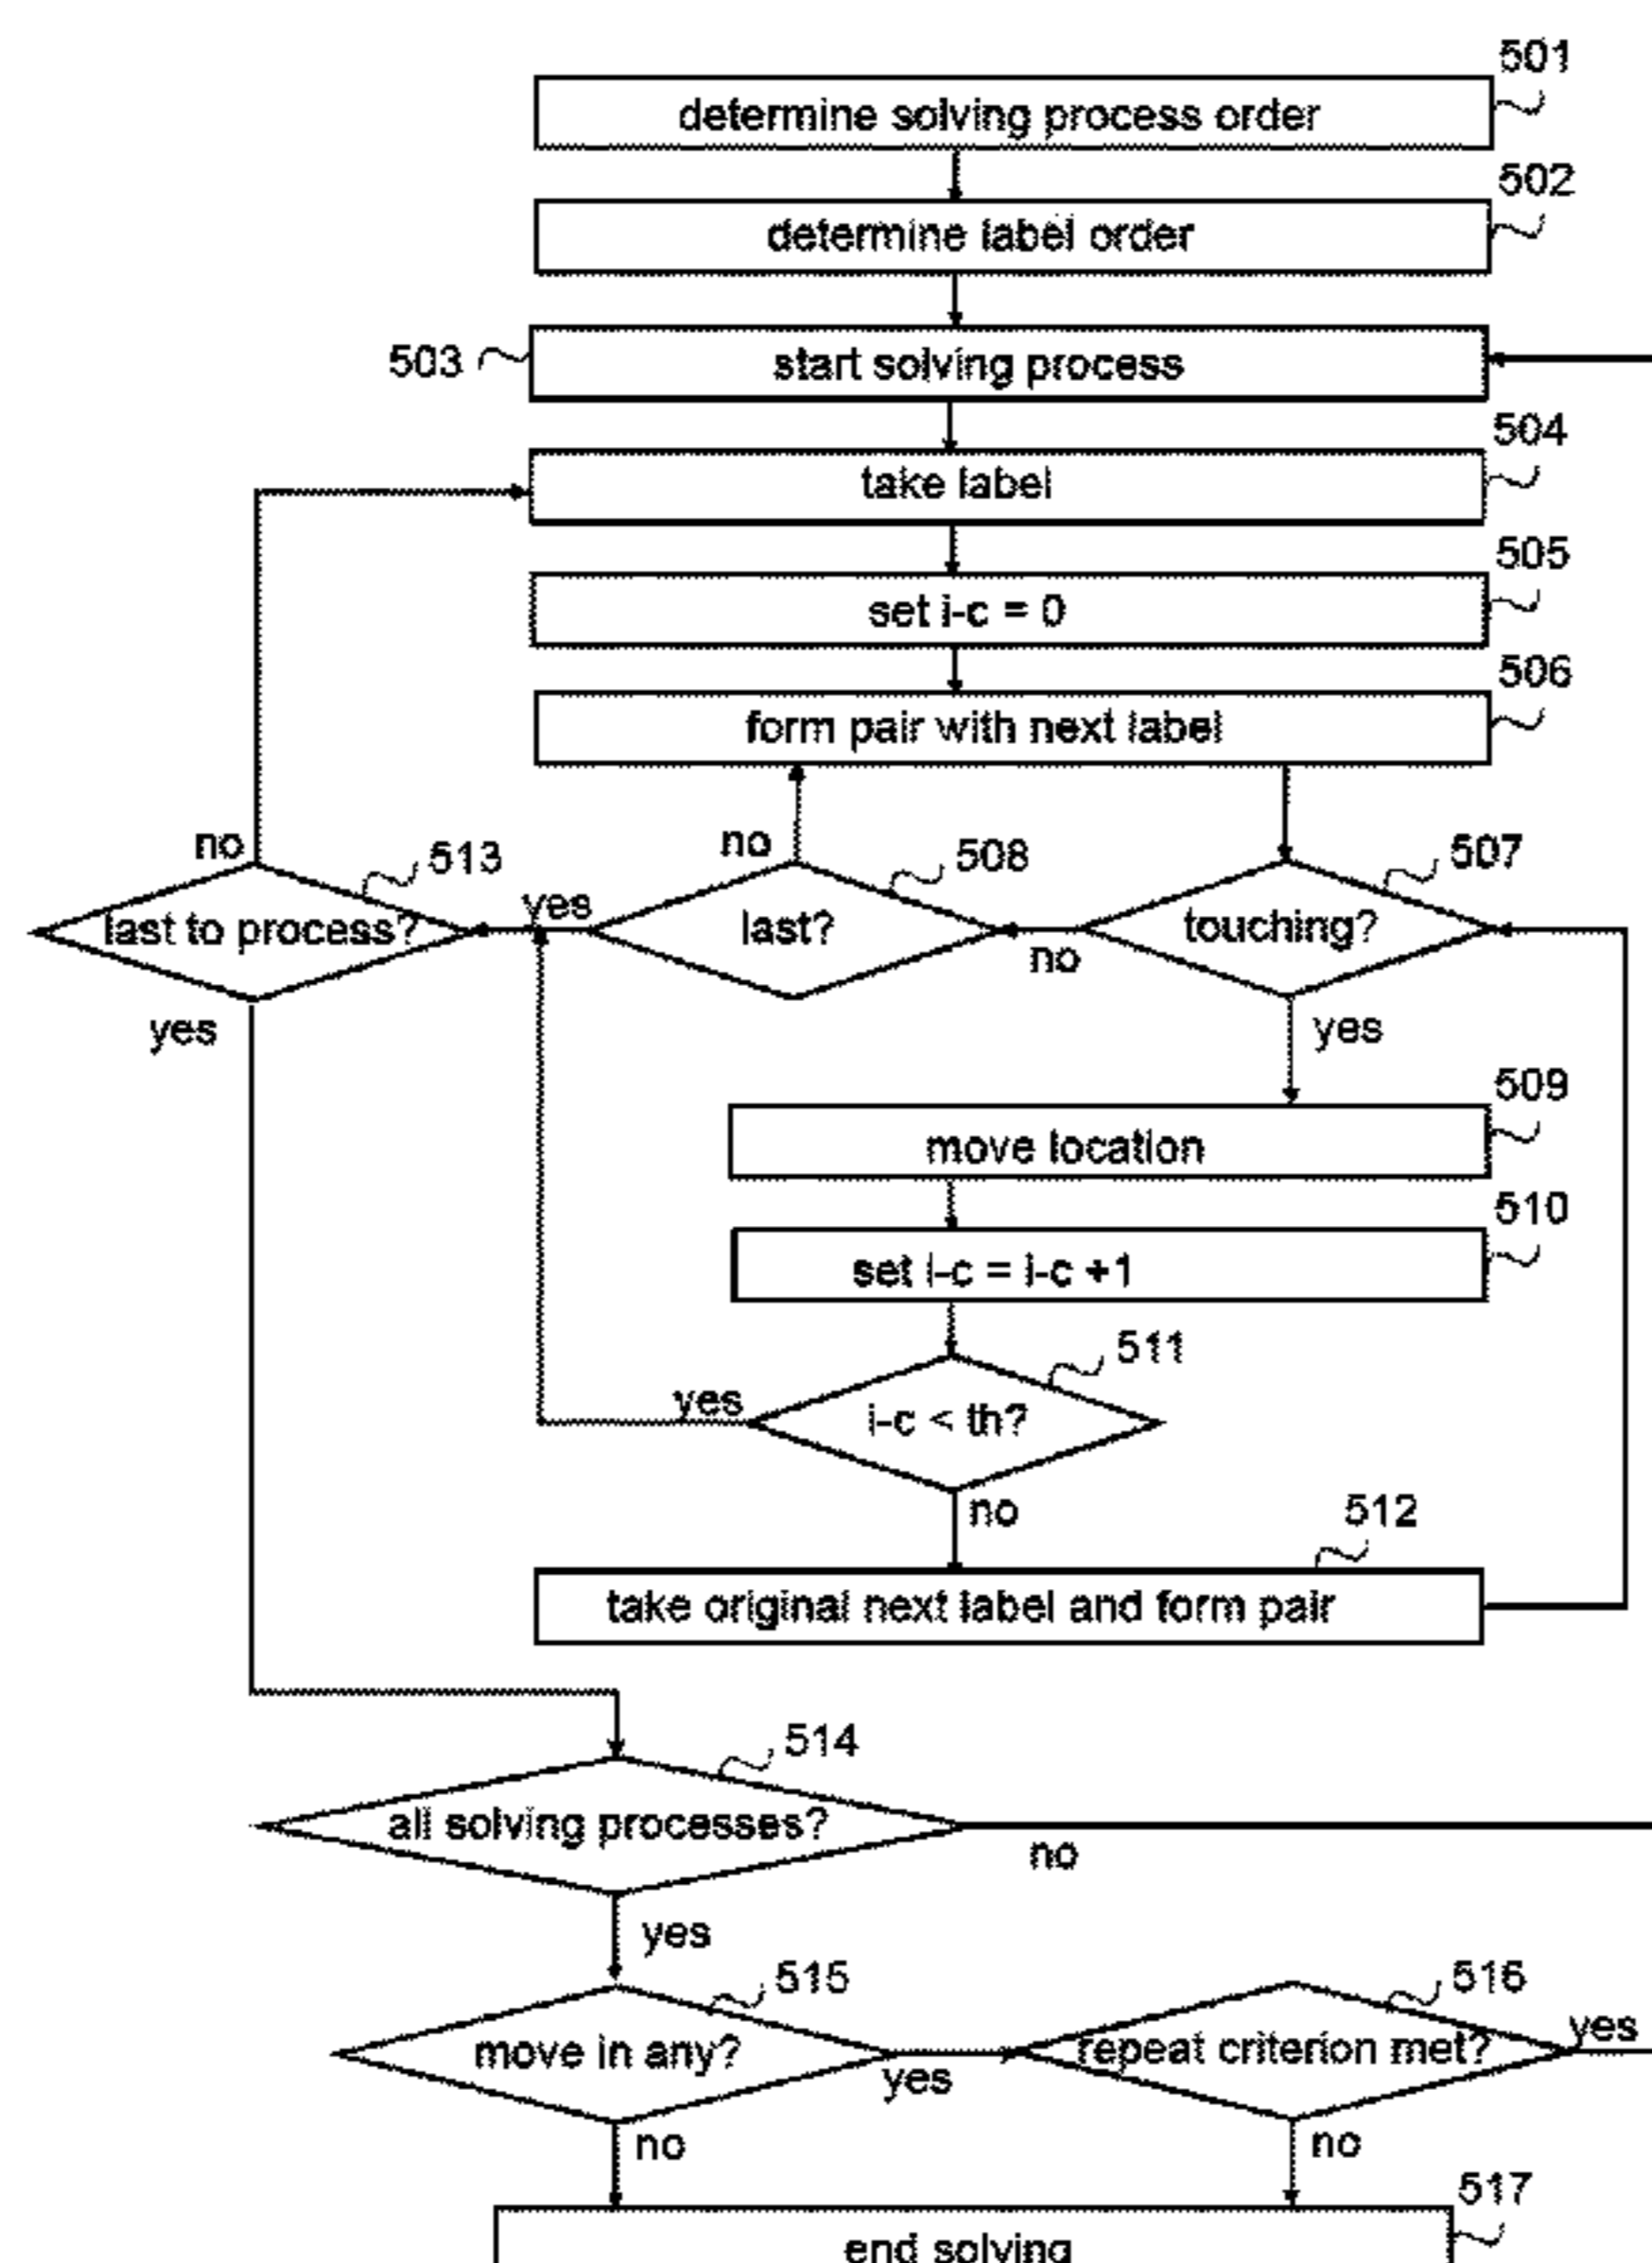 501
determine solving process order
502
determine label order
503
start solving process
504
take label
505
set i-c = 0
506
form pair with next label
no
513
no
508
507
last to process?
yes
last?
no
touching?
yes
yes
509
move location
510
set i-c = i-c +1
511
yes
i-c < th?
no
512
take original next label and form pair
514
all solving processes?
no
yes
515
516
move in any?
yes
repeat criterion met?
yes
no
no
517
end solving